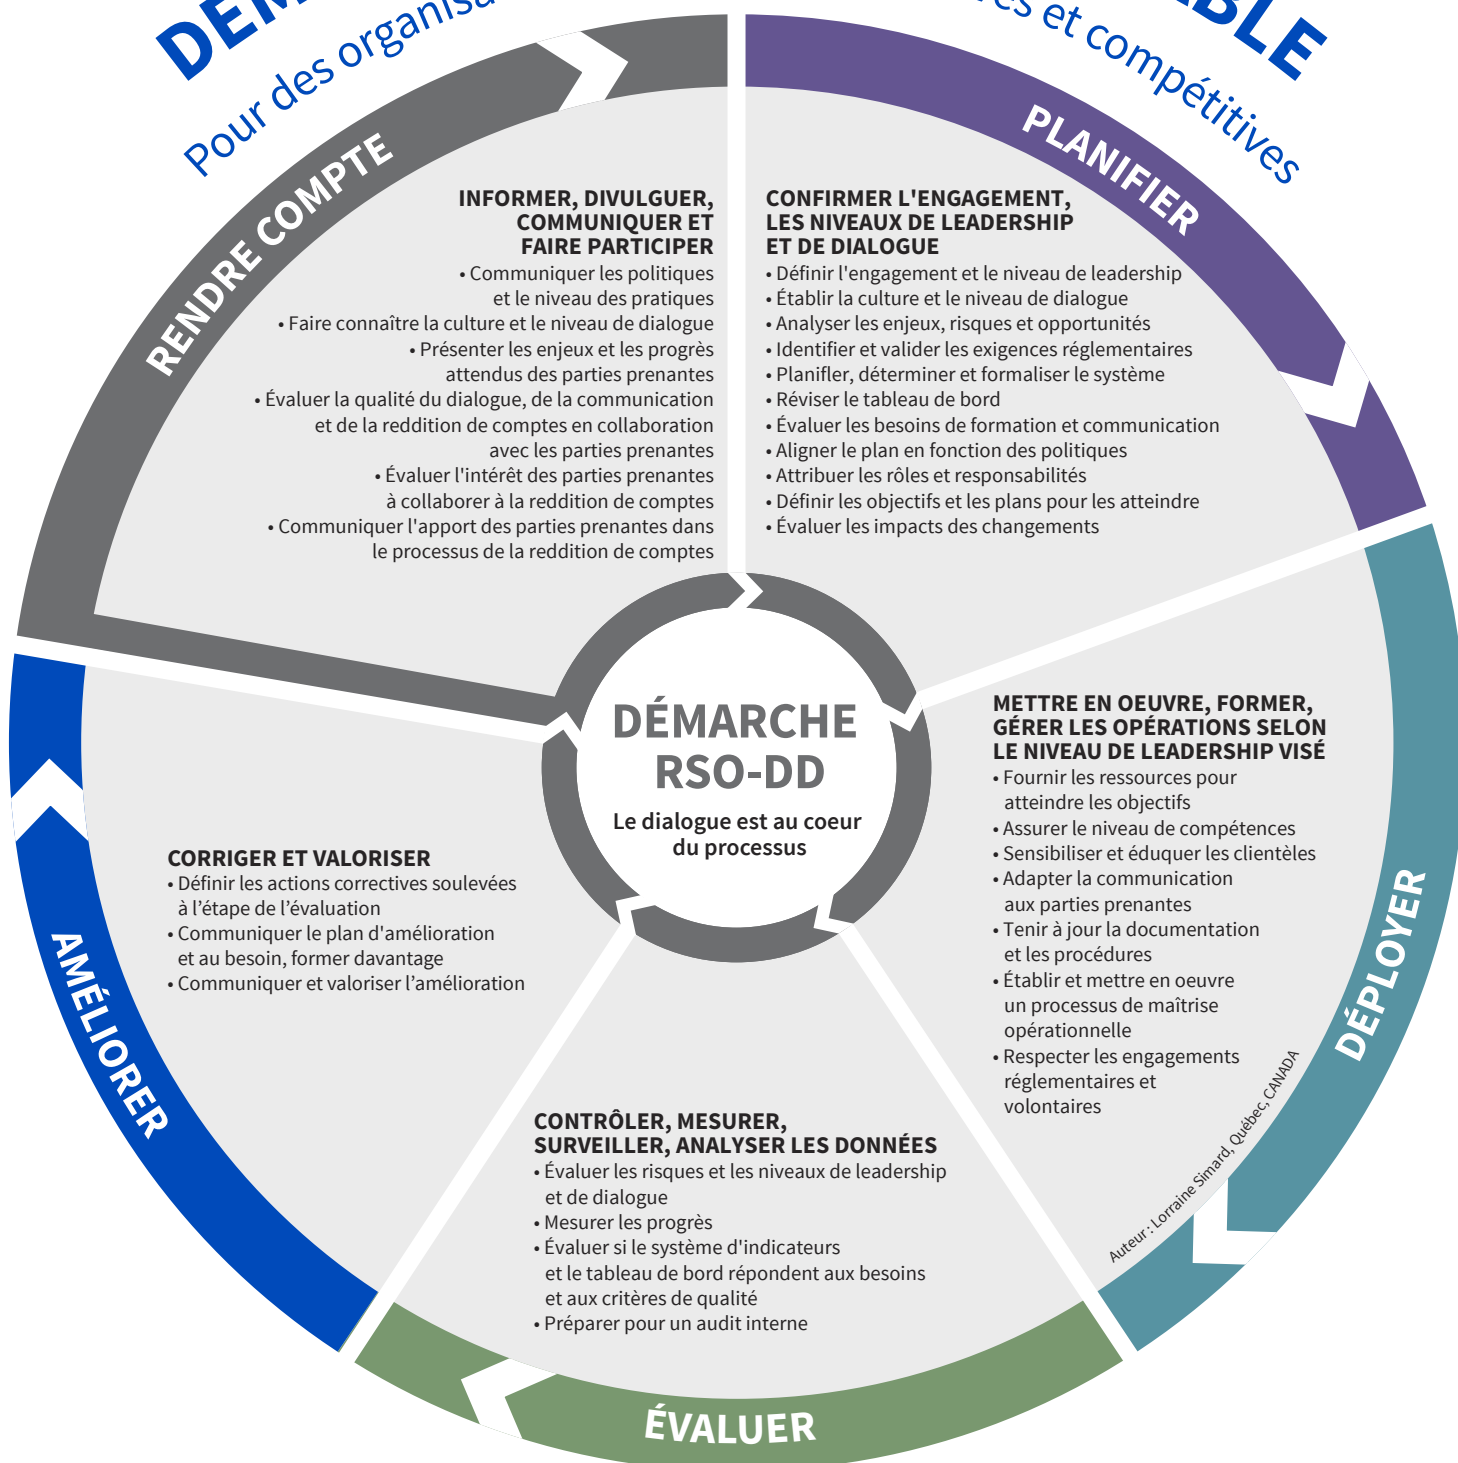 Pour des
et compétitives
RENDRE COMPTE
INFORMER, DIVULGUER,
COMMUNIQUER ET
FAIRE PARTICIPER
• Communiquer les politiques
et le niveau des pratiques
• Faire connaître la culture et le niveau de dialogue
• Présenter les enjeux et les progrès
attendus des parties prenantes
• Évaluer la qualité du dialogue, de la communication
et de la reddition de comptes en collaboration
avec les parties prenantes
• Évaluer l'intérêt des parties prenantes
à collaborer à la reddition de comptes
• Communiquer l'apport des parties prenantes dans
le processus de la reddition de comptes
PLANIFIER
CONFIRMER L'ENGAGEMENT,
LES NIVEAUX DE LEADERSHIP
ET DE DIALOGUE
• Définir l'engagement et le niveau de leadership
• Établir la culture et le niveau de dialogue
• Analyser les enjeux, risques et opportunités
• Identifier et valider les exigences réglementaires
• Planifler, déterminer et formaliser le système
• Réviser le tableau de bord
• Évaluer les besoins de formation et communication
• Aligner le plan en fonction des politiques
• Attribuer les rôles et responsabilités
• Définir les objectifs et les plans pour les atteindre
• Évaluer les impacts des changements
DÉMARCHE
RSO-DD
Le dialogue est au coeur
du processus
METTRE EN OEUVRE, FORMER,
GÉRER LES OPÉRATIONS SELON
LE NIVEAU DE LEADERSHIP VISÉ
• Fournir les ressources pour
atteindre les objectifs
• Assurer le niveau de compétences
• Sensibiliser et éduquer les clientèles
• Adapter la communication
aux parties prenantes
• Tenir à jour la documentation
et les procédures
• Établir et mettre en oeuvre
un processus de maîtrise
opérationnelle
• Respecter les engagements
réglementaires et
volontaires
DÉPLOYER
Auteur : Lorraine Simard, Québec, CANADA
CORRIGER ET VALORISER
• Définir les actions correctives soulevées
à l’étape de l’évaluation
• Communiquer le plan d'amélioration
et au besoin, former davantage
• Communiquer et valoriser l’amélioration
AMÉLIORER
CONTRÔLER, MESURER,
SURVEILLER, ANALYSER LES DONNÉES
• Évaluer les risques et les niveaux de leadership
et de dialogue
• Mesurer les progrès
• Évaluer si le système d'indicateurs
et le tableau de bord répondent aux besoins
et aux critères de qualité
• Préparer pour un audit interne
ÉVALUER